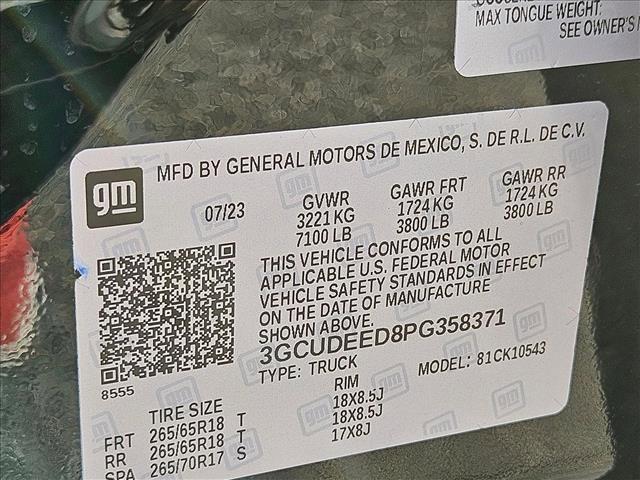 MAX TONGUE WEIGHT:
SEE OWNER'S
MFD BY GENERAL MOTORS DE MEXICO, S. DE R.L. DE C.V.
gm
07/23
GVWR GAWR FRT GAWR RR
3221 KG 1724 KG 1724 KG
7100 LB 3800 LB 3800 LB
THIS VEHICLE CONFORMS TO ALL
APPLICABLE U.S. FEDERAL MOTOR
VEHICLE SAFETY STANDARDS IN EFFECT
ON THE DATE OF MANUFACTURE
SHOWN ABOVE.
3GCUDEED8PG358371
TYPE: TRUCK MODEL: 81CK10543
8555
TIRE SIZE RIM
FRT 265/65R18 T 18X8.5J
RR 265/65R18 T 18X8.5J
SPA 265/70R17 S 17X8J